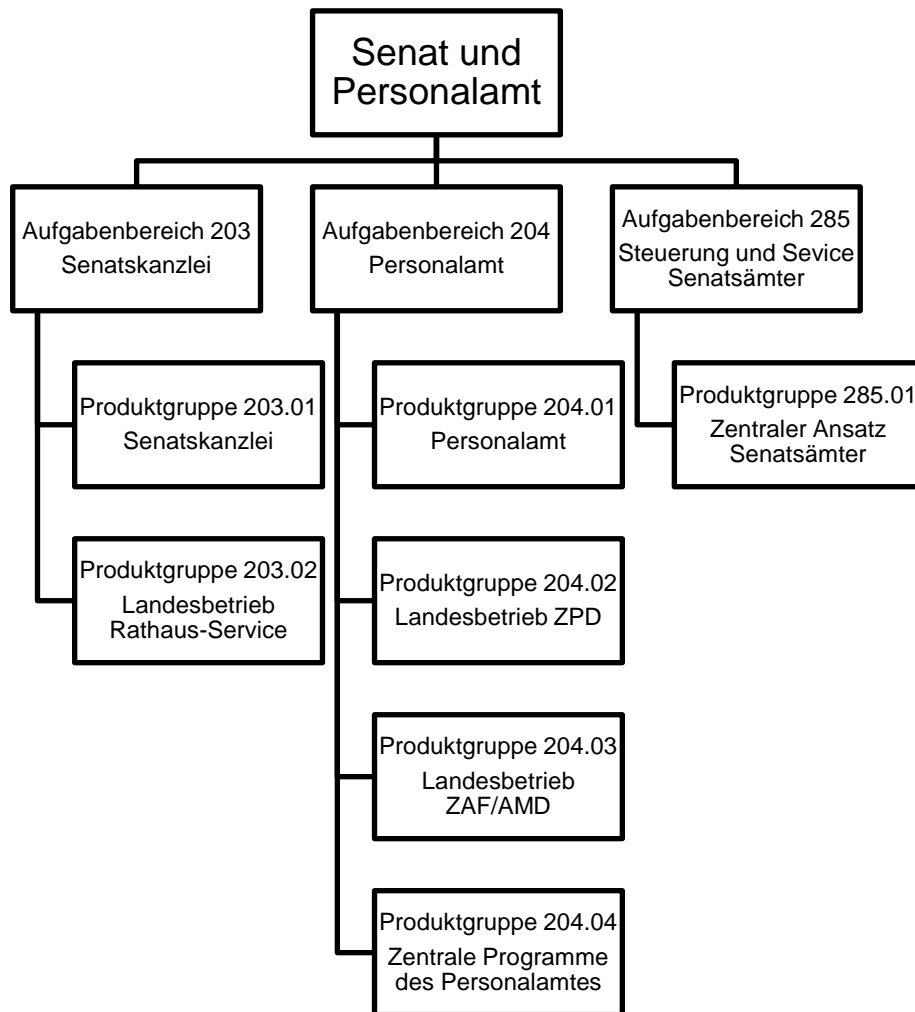 Senat und
Personalamt
Aufgabenbereich 203
Senatskanzlei
Aufgabenbereich 204
Personalamt
Aufgabenbereich 285
Steuerung und Sevice
Senatsämter
Produktgruppe 203.01
Senatskanzlei
Produktgruppe 203.02
Landesbetrieb
Rathaus-Service
Produktgruppe 204.01
Personalamt
Produktgruppe 204.02
Landesbetrieb ZPD
Produktgruppe 204.03
Landesbetrieb
ZAF/AMD
Produktgruppe 204.04
Zentrale Programme
des Personalamtes
Produktgruppe 285.01
Zentraler Ansatz
Senatsämter